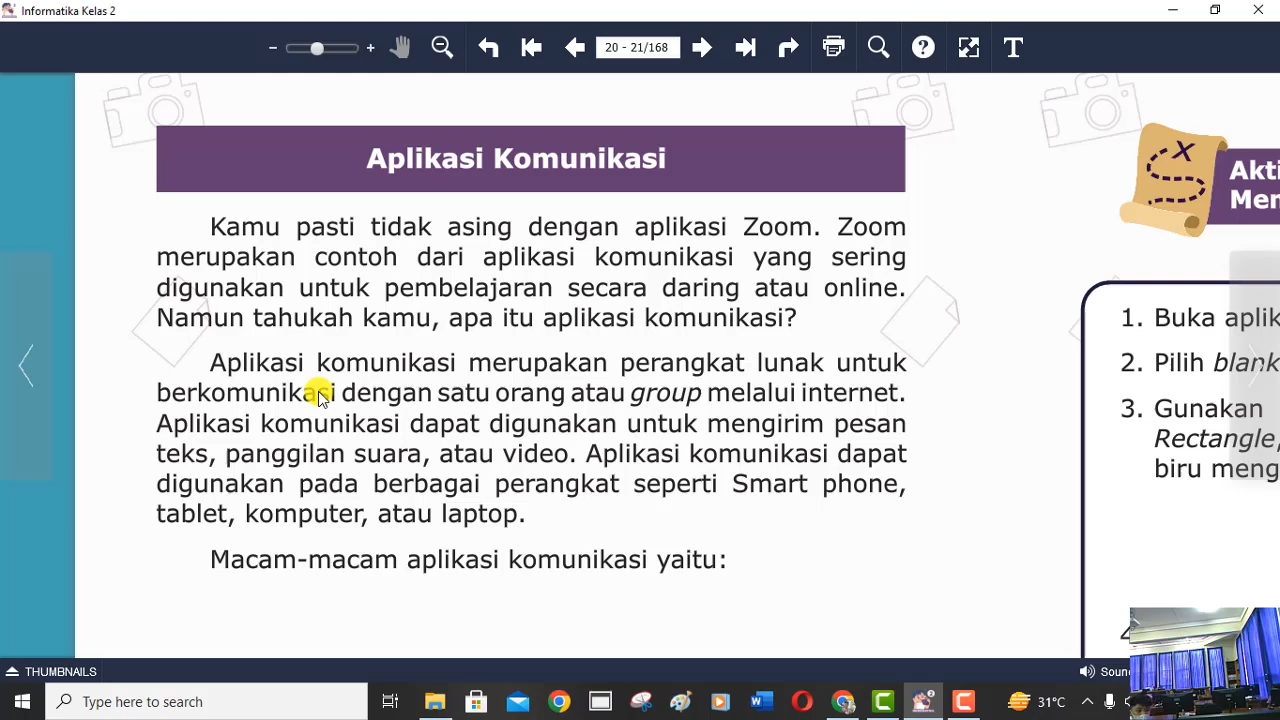 Informatika Kelas 2
20 - 21/168
T
Aplikasi Komunikasi
Kamu pasti tidak asing dengan aplikasi Zoom. Zoom
merupakan contoh dari aplikasi komunikasi yang sering
digunakan untuk pembelajaran secara daring atau online.
Namun tahukah kamu, apa itu aplikasi komunikasi?
Aplikasi komunikasi merupakan perangkat lunak untuk
berkomunikasi dengan satu orang atau group melalui internet.
Aplikasi komunikasi dapat digunakan untuk mengirim pesan
teks, panggilan suara, atau video. Aplikasi komunikasi dapat
digunakan pada berbagai perangkat seperti Smart phone,
tablet, komputer, atau laptop.
Macam-macam aplikasi komunikasi yaitu:
X
Akti
Men
1. Buka aplik
2. Pilih blank
3. Gunakan
Rectangle,
biru meng
THUMBNAILS
Soun
Type here to search
31°C